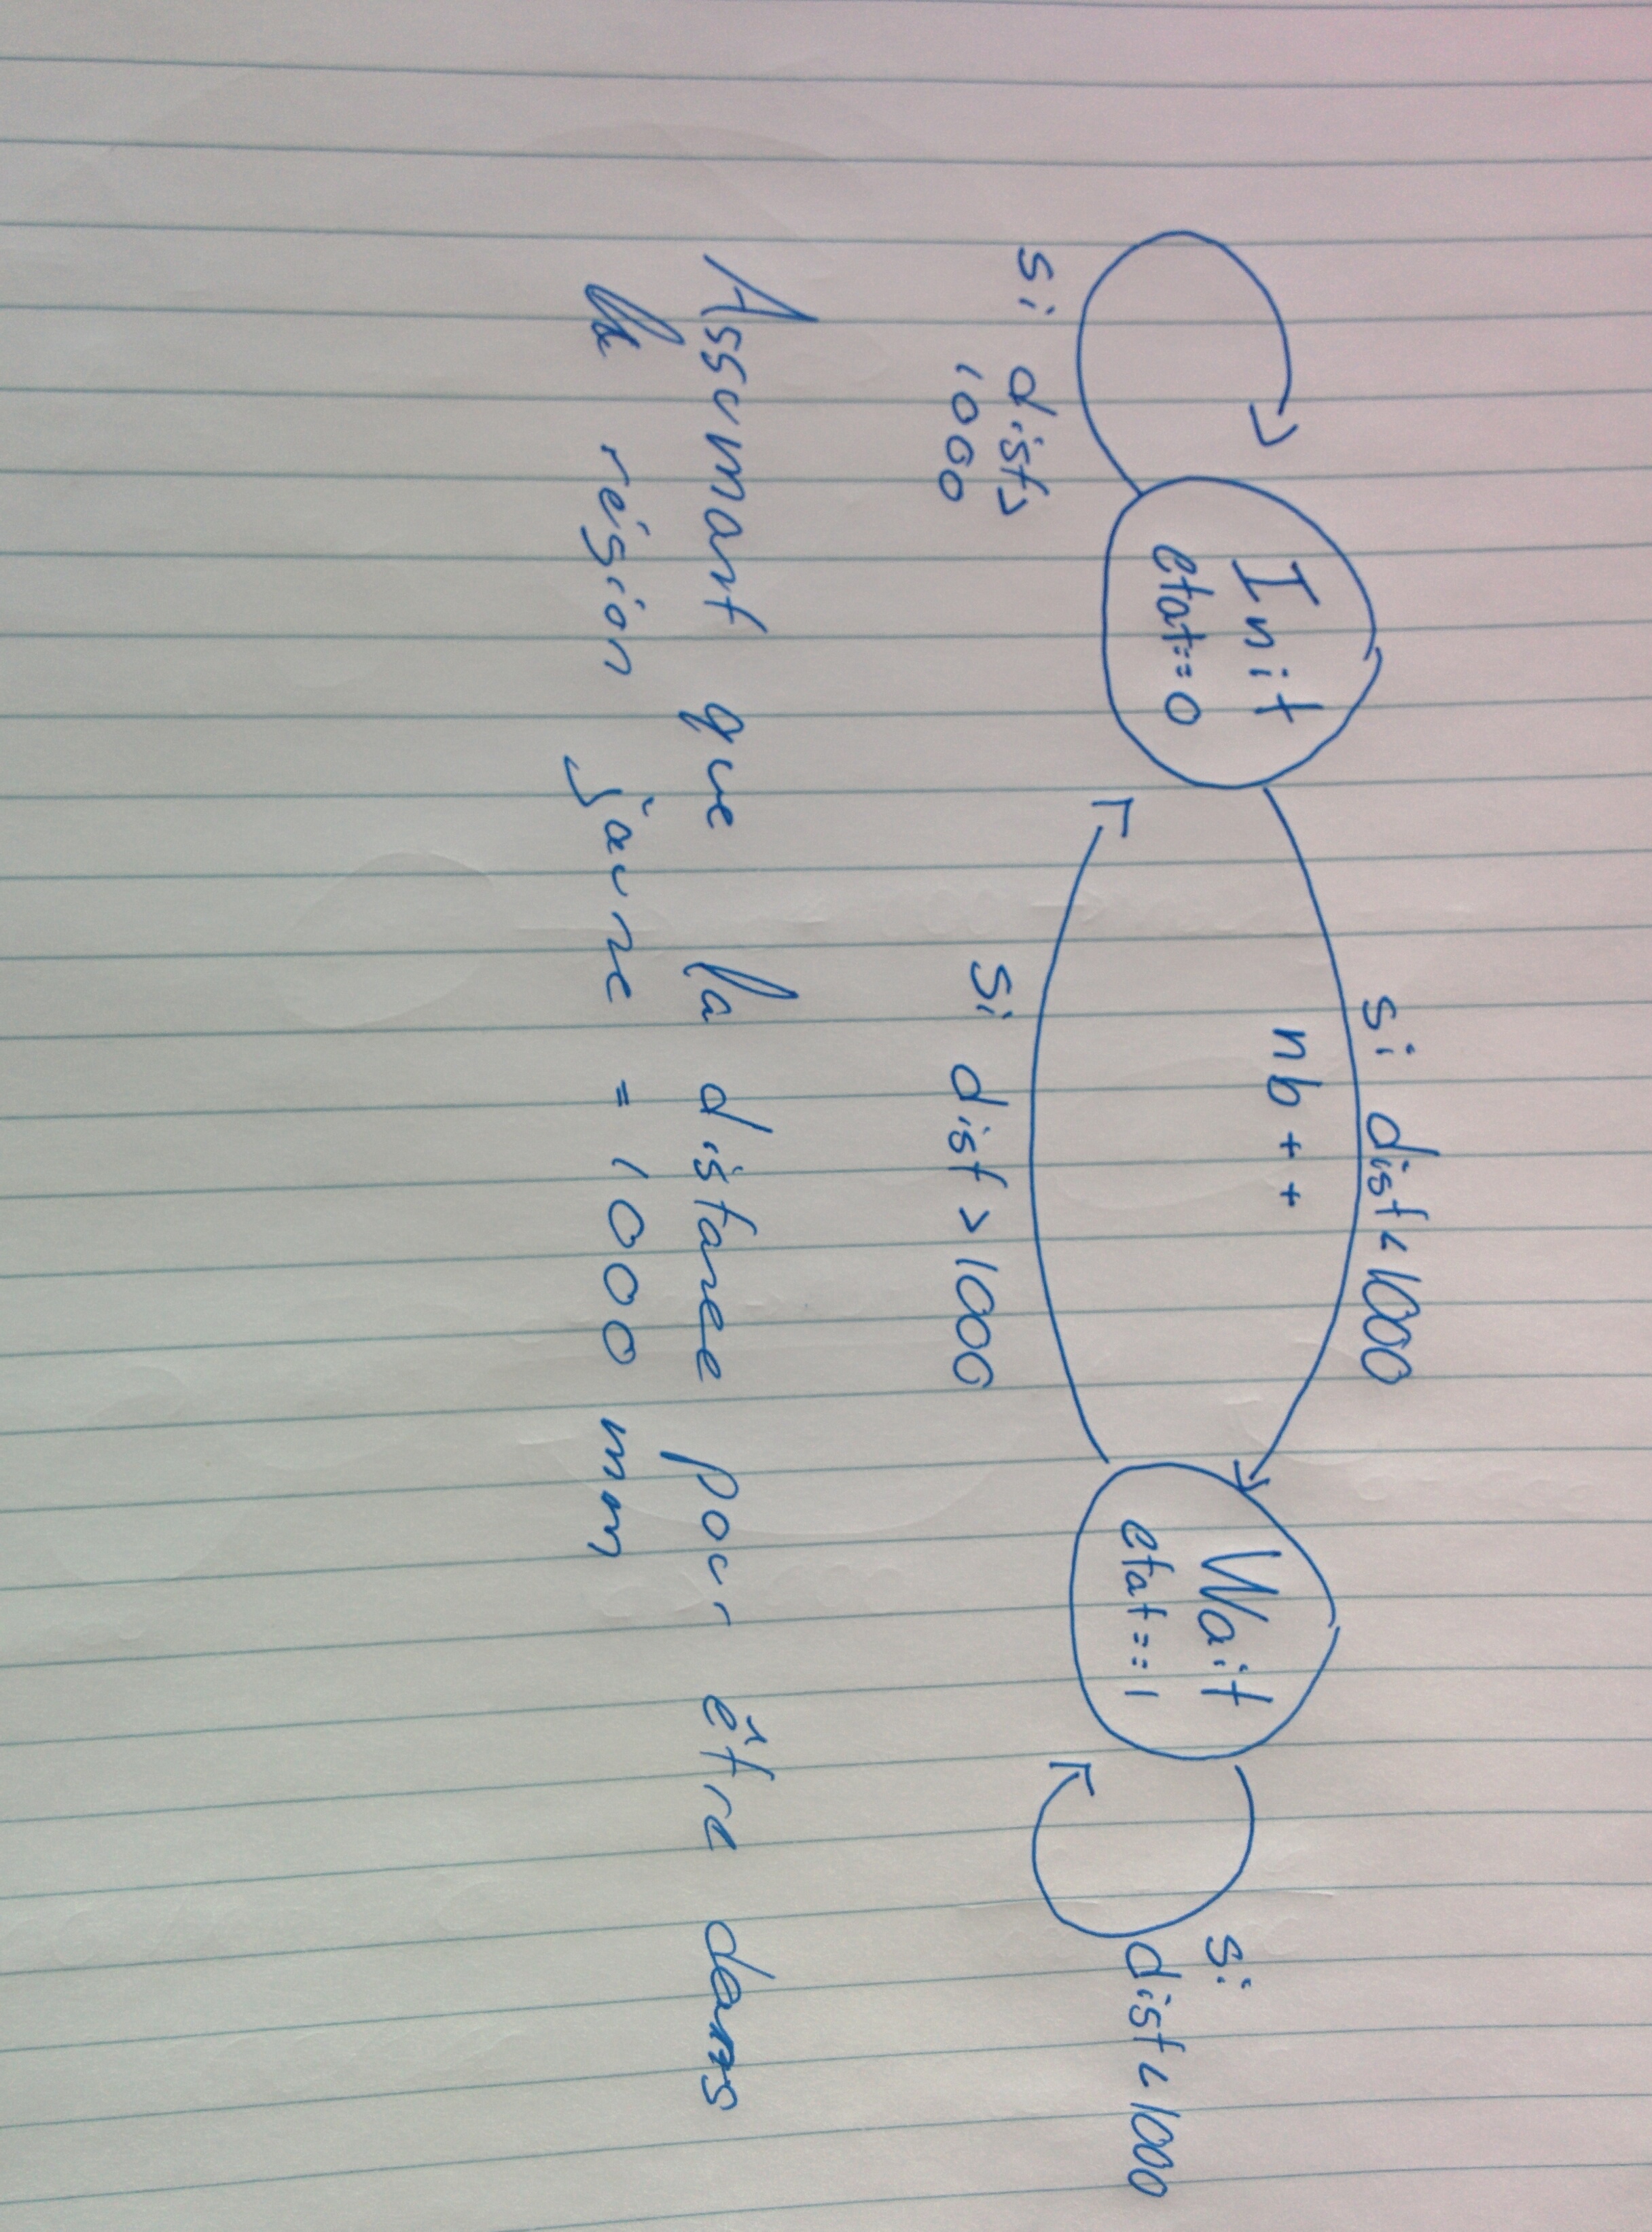 si dist<1000
nb++
Init
etat==0
Wait
etat==1
si
dist<1000
si dist>
1000
si dist>1000
Assumant que la distance pour être dans
la région jaune = 1000 mm